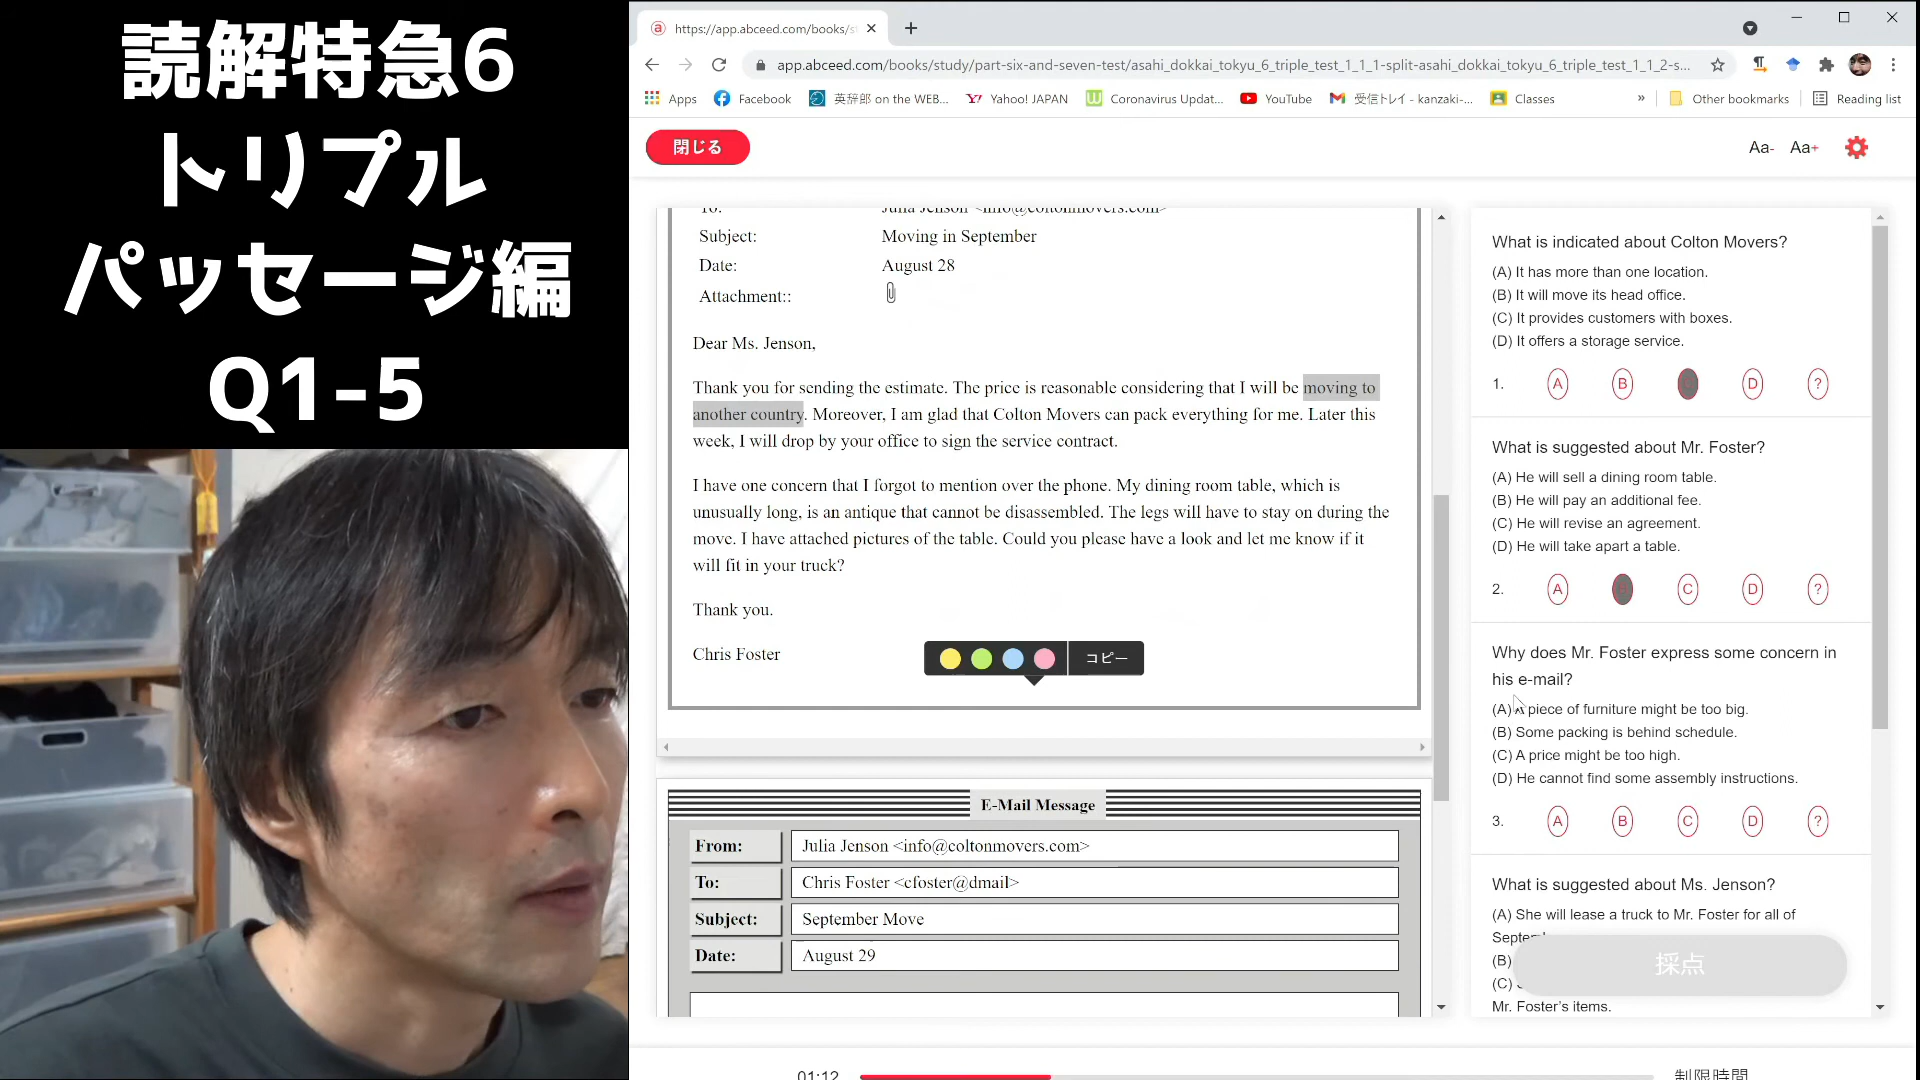 読解特急6
トリプル
パッセージ編
Q1-5
https://app.abceed.com/books/s
app.abceed.com/books/study/part-six-and-seven-test/asahi_dokkai_tokyu_6_triple_test_1_1_1-split-asahi_dokkai_tokyu_6_triple_test_1_1_2-s...
Apps
Facebook
英辞郎 on the WEB...
Yahoo! JAPAN
Coronavirus Updat...
YouTube
受信トレイ - kanzaki-...
Classes
»
Other bookmarks
Reading list
閉じる
Aa-
Aa+
To: Julia Jenson <info@coltonmovers.com>
Subject: Moving in September
Date: August 28
Attachment::
Dear Ms. Jenson,
Thank you for sending the estimate. The price is reasonable considering that I will be moving to
another country. Moreover, I am glad that Colton Movers can pack everything for me. Later this
week, I will drop by your office to sign the service contract.
I have one concern that I forgot to mention over the phone. My dining room table, which is
unusually long, is an antique that cannot be disassembled. The legs will have to stay on during the
move. I have attached pictures of the table. Could you please have a look and let me know if it
will fit in your truck?
Thank you.
Chris Foster
コピー
E-Mail Message
From: Julia Jenson <info@coltonmovers.com>
To: Chris Foster <cfoster@dmail>
Subject: September Move
Date: August 29
What is indicated about Colton Movers?
(A) It has more than one location.
(B) It will move its head office.
(C) It provides customers with boxes.
(D) It offers a storage service.
1. A B D ?
What is suggested about Mr. Foster?
(A) He will sell a dining room table.
(B) He will pay an additional fee.
(C) He will revise an agreement.
(D) He will take apart a table.
2. A C D ?
Why does Mr. Foster express some concern in
his e-mail?
(A) A piece of furniture might be too big.
(B) Some packing is behind schedule.
(C) A price might be too high.
(D) He cannot find some assembly instructions.
3. A B C D ?
What is suggested about Ms. Jenson?
(A) She will lease a truck to Mr. Foster for all of
(B)
(C)
Mr. Foster's items.
採点
01:12
制限時間